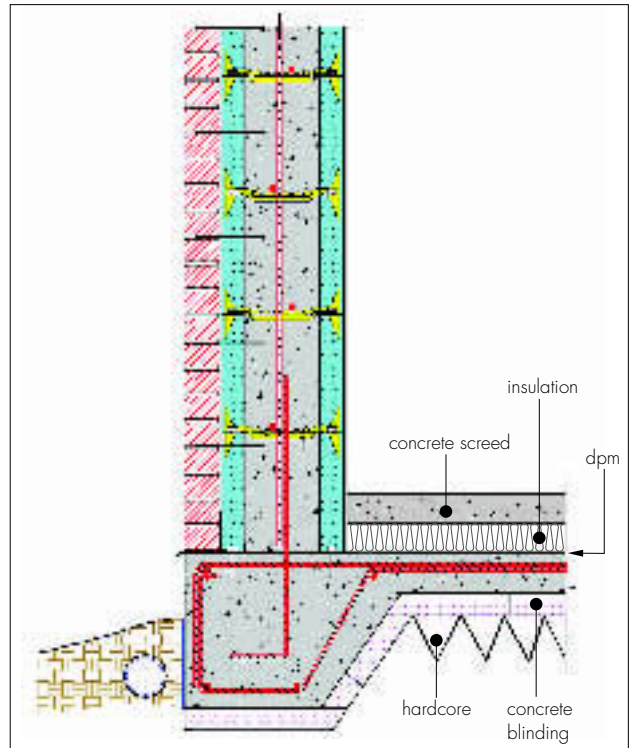 insulation
concrete screed
dpm
hardcore
concrete
blinding